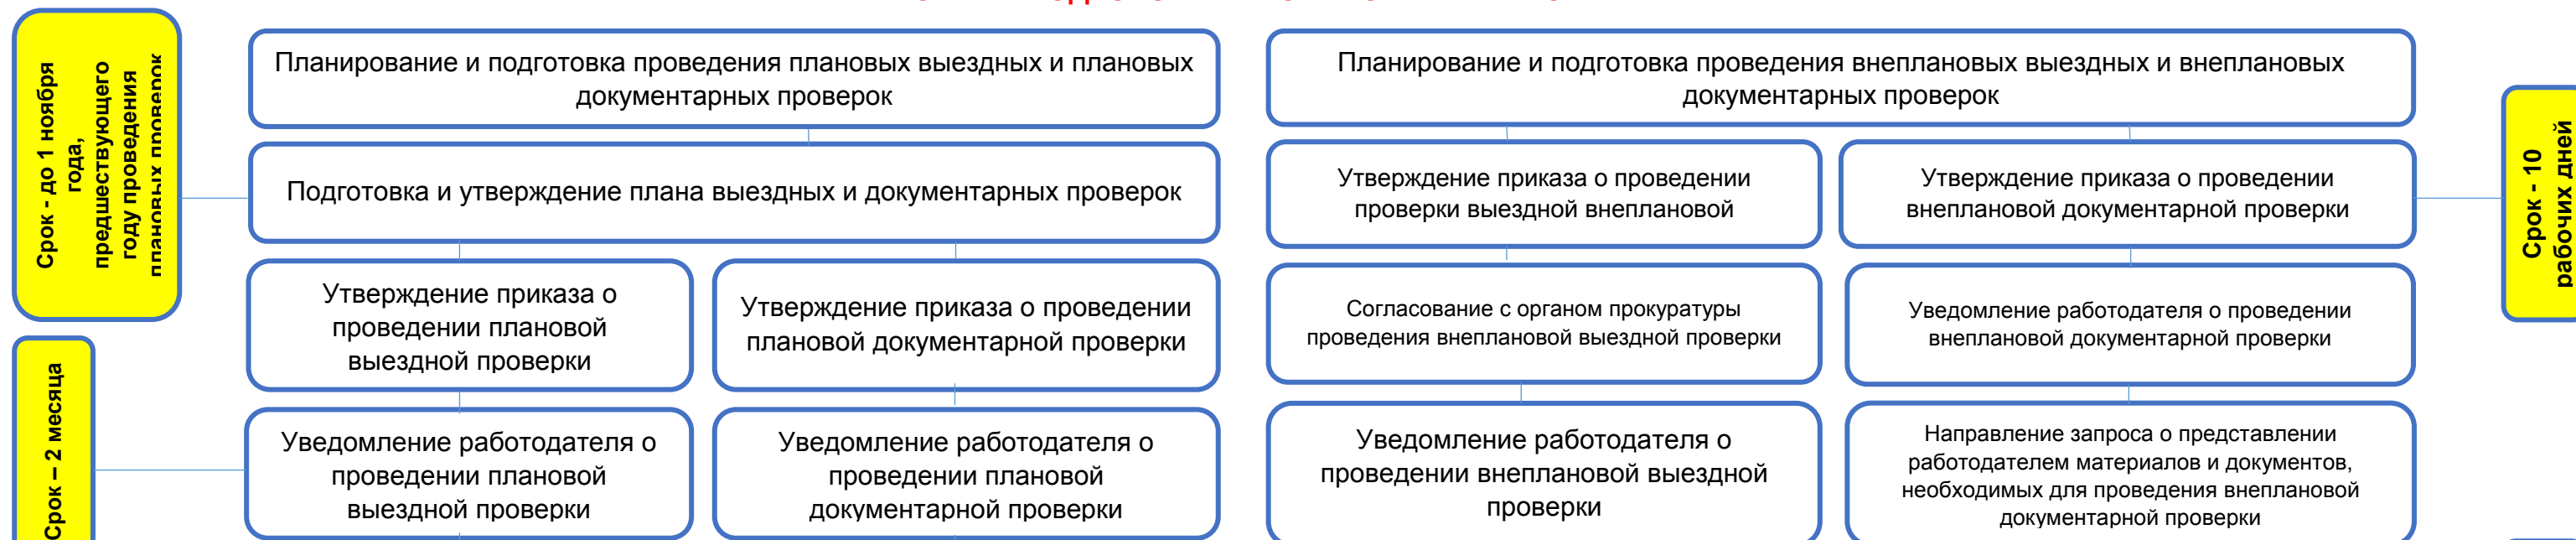 Срок - до 1 ноября
года,
предшествующего
году проведения
плановых проверок
Планирование и подготовка проведения плановых выездных и плановых
документарных проверок
Планирование и подготовка проведения внеплановых выездных и внеплановых
документарных проверок
Срок - 10
рабочих дней
Подготовка и утверждение плана выездных и документарных проверок
Утверждение приказа о проведении
проверки выездной внеплановой
Утверждение приказа о проведении
внеплановой документарной проверки
Утверждение приказа о
проведении плановой
выездной проверки
Утверждение приказа о проведении
плановой документарной проверки
Согласование с органом прокуратуры
проведения внеплановой выездной проверки
Уведомление работодателя о проведении
внеплановой документарной проверки
Срок – 2 месяца
Уведомление работодателя о
проведении плановой
выездной проверки
Уведомление работодателя о
проведении плановой
документарной проверки
Уведомление работодателя о
проведении внеплановой выездной
проверки
Направление запроса о представлении
работодателем материалов и документов,
необходимых для проведения внеплановой
документарной проверки